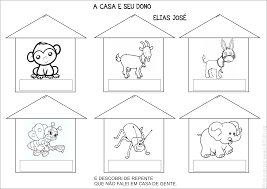 A CASA E SEU DONO
ELIAS JOSÉ
E DESCOBRI DE REPENTE
QUE NÃO FALEI EM CASA DE GENTE.